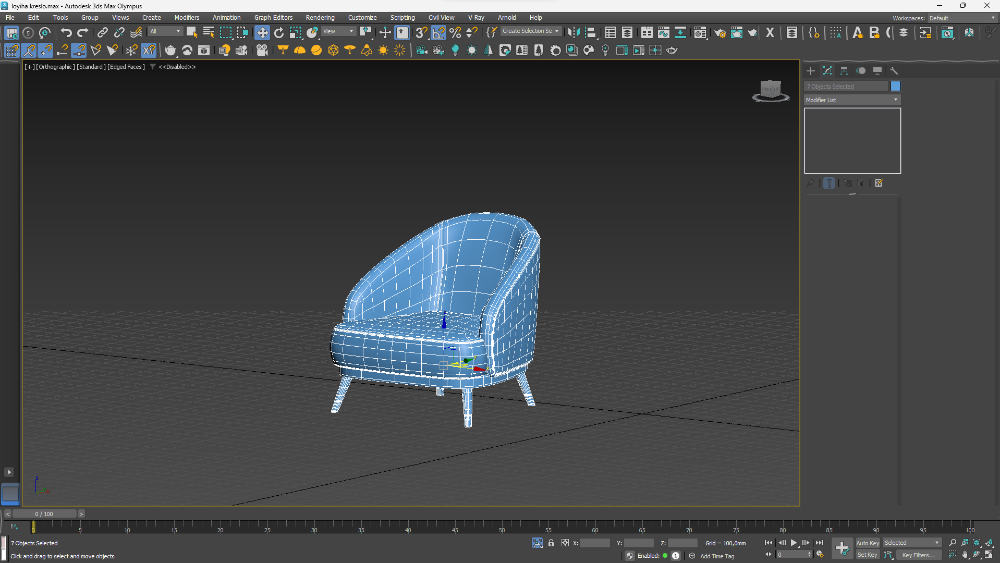 loyiha kreslo.max - Autodesk 3ds Max Olympus
File Edit Tools Group Views Create Modifiers Animation Graph Editors Rendering Customize Scripting Civil View V-Ray Arnold Help Workspaces: Default
5 All View 3 Create Selection Se
XY
[+] [Orthographic] [Standard] [Edged Faces] <<Disabled>>
7 Objects Selected
Modifier List
z
y
x
z
x
< 0 / 100 >
0 5 10 15 20 25 30 35 40 45 50 55 60 65 70 75 80 85 90 95 100
7 Objects Selected X: Y: Z: Grid = 100,0mm Auto Key Selected
Click and drag to select and move objects Enabled: 1 Add Time Tag 0 Set Key Key Filters...